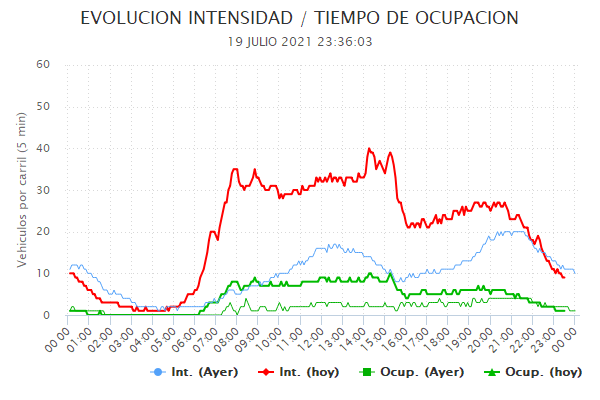 EVOLUCION INTENSIDAD / TIEMPO DE OCUPACION
19 JULIO 2021 23:36:03
Vehiculos por carril (5 min)
60
50
40
30
20
10
0
00:00 01:00 02:00 03:00 04:00 05:00 06:00 07:00 08:00 09:00 10:00 11:00 12:00 13:00 14:00 15:00 16:00 17:00 18:00 19:00 20:00 21:00 22:00 23:00 00:00
Int. (Ayer) Int. (hoy) Ocup. (Ayer) Ocup. (hoy)